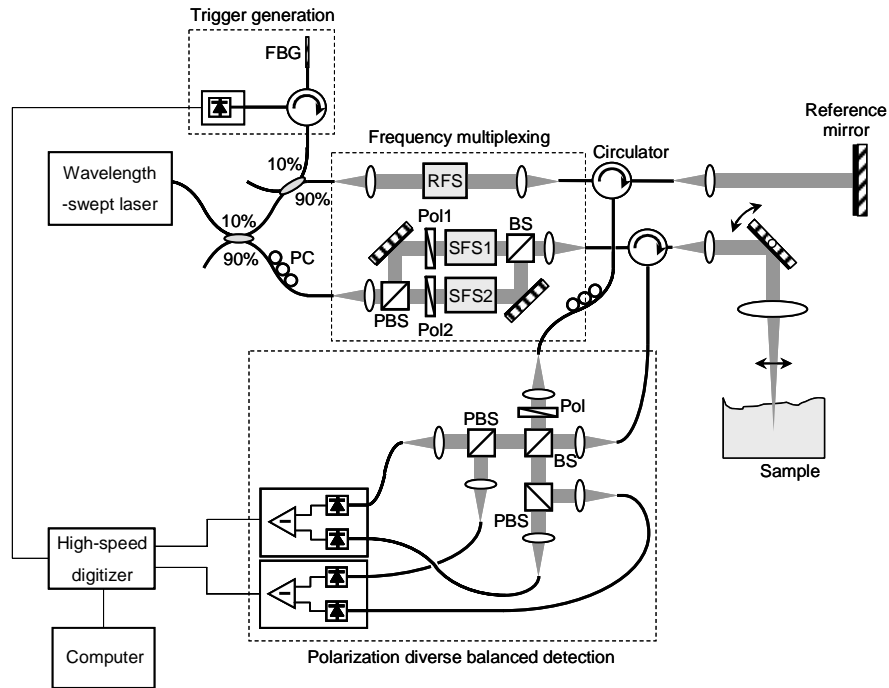 Trigger generation
FBG
Reference
mirror
Frequency multiplexing
Circulator
10%
RFS
Wavelength
-swept laser
90%
10%
Pol1
SFS1
BS
90%
PC
SFS2
PBS
Pol2
Pol
PBS
BS
Sample
PBS
High-speed
digitizer
Computer
Polarization diverse balanced detection